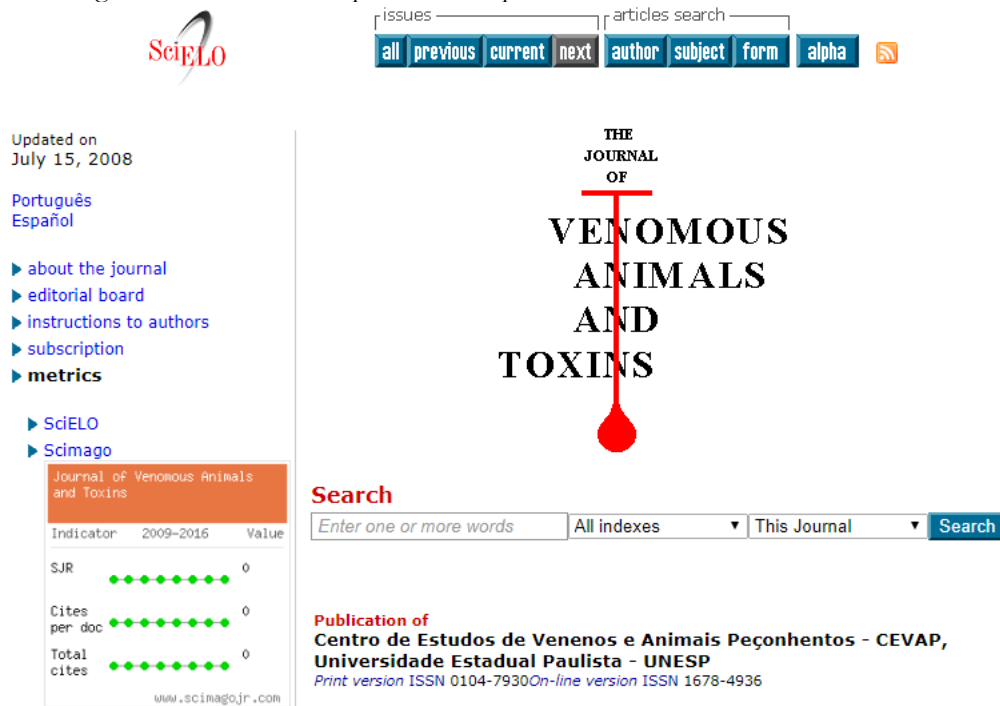 issues
articles search
SciELO
all previous current next author subject form alpha
Updated on
July 15, 2008
Português
Español
about the journal
editorial board
instructions to authors
subscription
metrics
SciELO
Scimago
Journal of Venomous Animals
and Toxins
Indicator 2009-2016 Value
SJR 0
Cites
per doc 0
Total
cites 0
www.scimagojr.com
THE
JOURNAL
OF
VENOMOUS
ANIMALS
AND
TOXINS
Search
Enter one or more words All indexes This Journal Search
Publication of
Centro de Estudos de Venenos e Animais Peçonhentos - CEVAP,
Universidade Estadual Paulista - UNESP
Print version ISSN 0104-7930On-line version ISSN 1678-4936